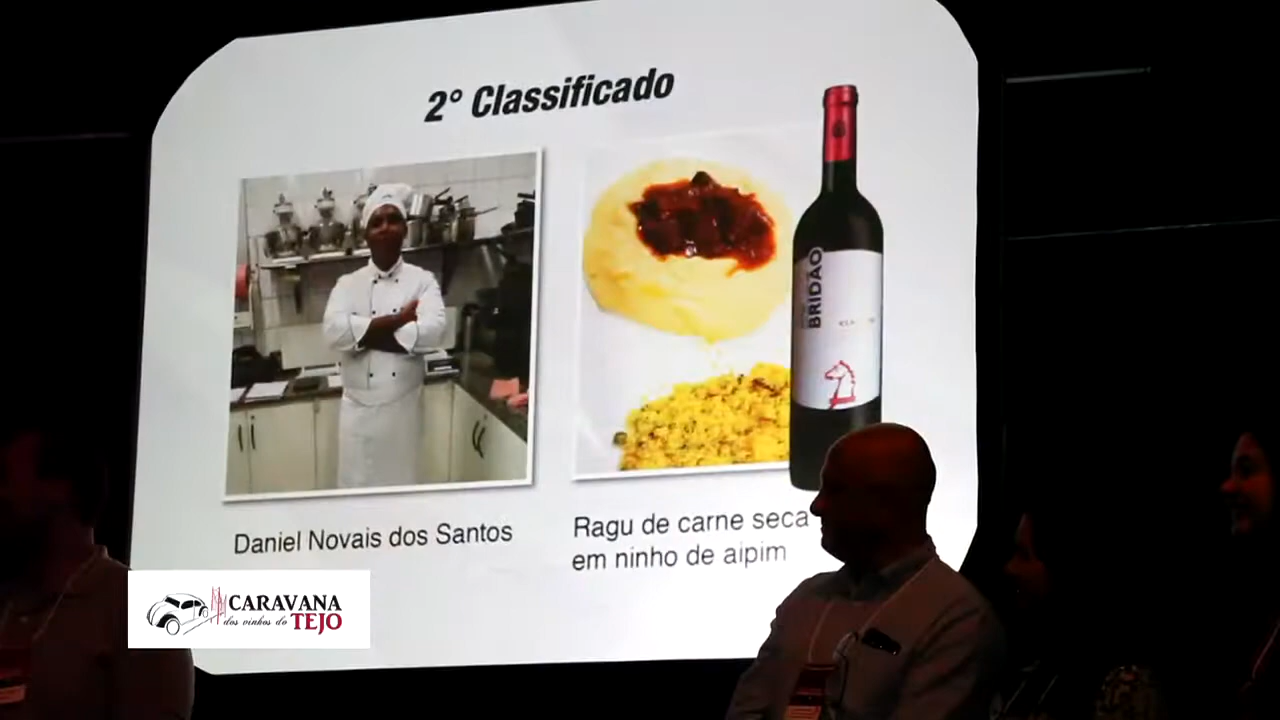 2° Classificado
BRIDÃO
Daniel Novais dos Santos
Ragu de carne seca
em ninho de aipim
CARAVANA
dos vinhos do TEJO